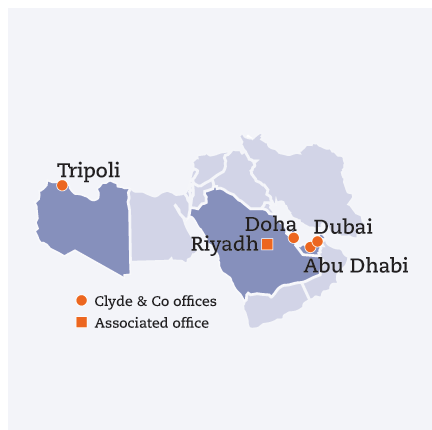 Tripoli
Doha
Dubai
Riyadh
Abu Dhabi
Clyde & Co offices
Associated office